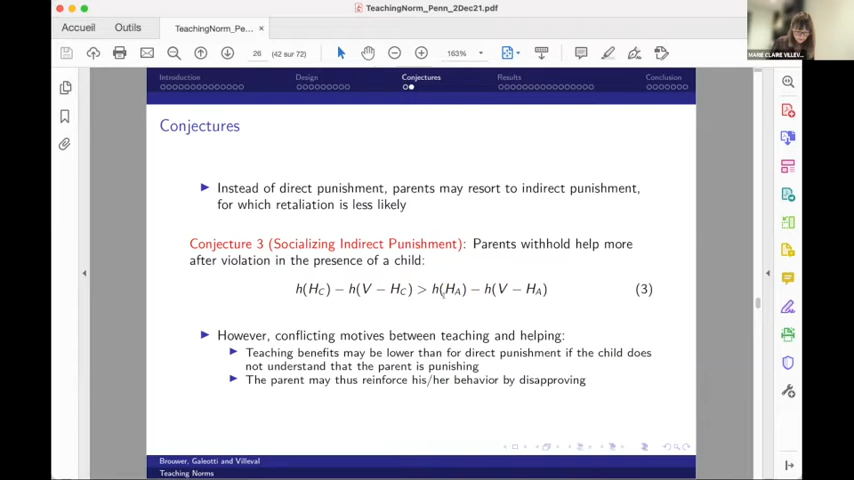 TeachingNorm_Penn_2Dec21.pdf
Accueil
Outils
TeachingNorm_Pen...
26
(42 sur 72)
163%
MARIE CLAIRE VILLEV...
Introduction
Design
Conjectures
Results
Conclusion
Conjectures
Instead of direct punishment, parents may resort to indirect punishment,
for which retaliation is less likely
Conjecture 3 (Socializing Indirect Punishment): Parents withhold help more
after violation in the presence of a child:
h(H_C) − h(V − H_C) > h(H_A) − h(V − H_A) (3)
However, conflicting motives between teaching and helping:
Teaching benefits may be lower than for direct punishment if the child does
not understand that the parent is punishing
The parent may thus reinforce his/her behavior by disapproving
Brouwer, Galeotti and Villeval
Teaching Norms